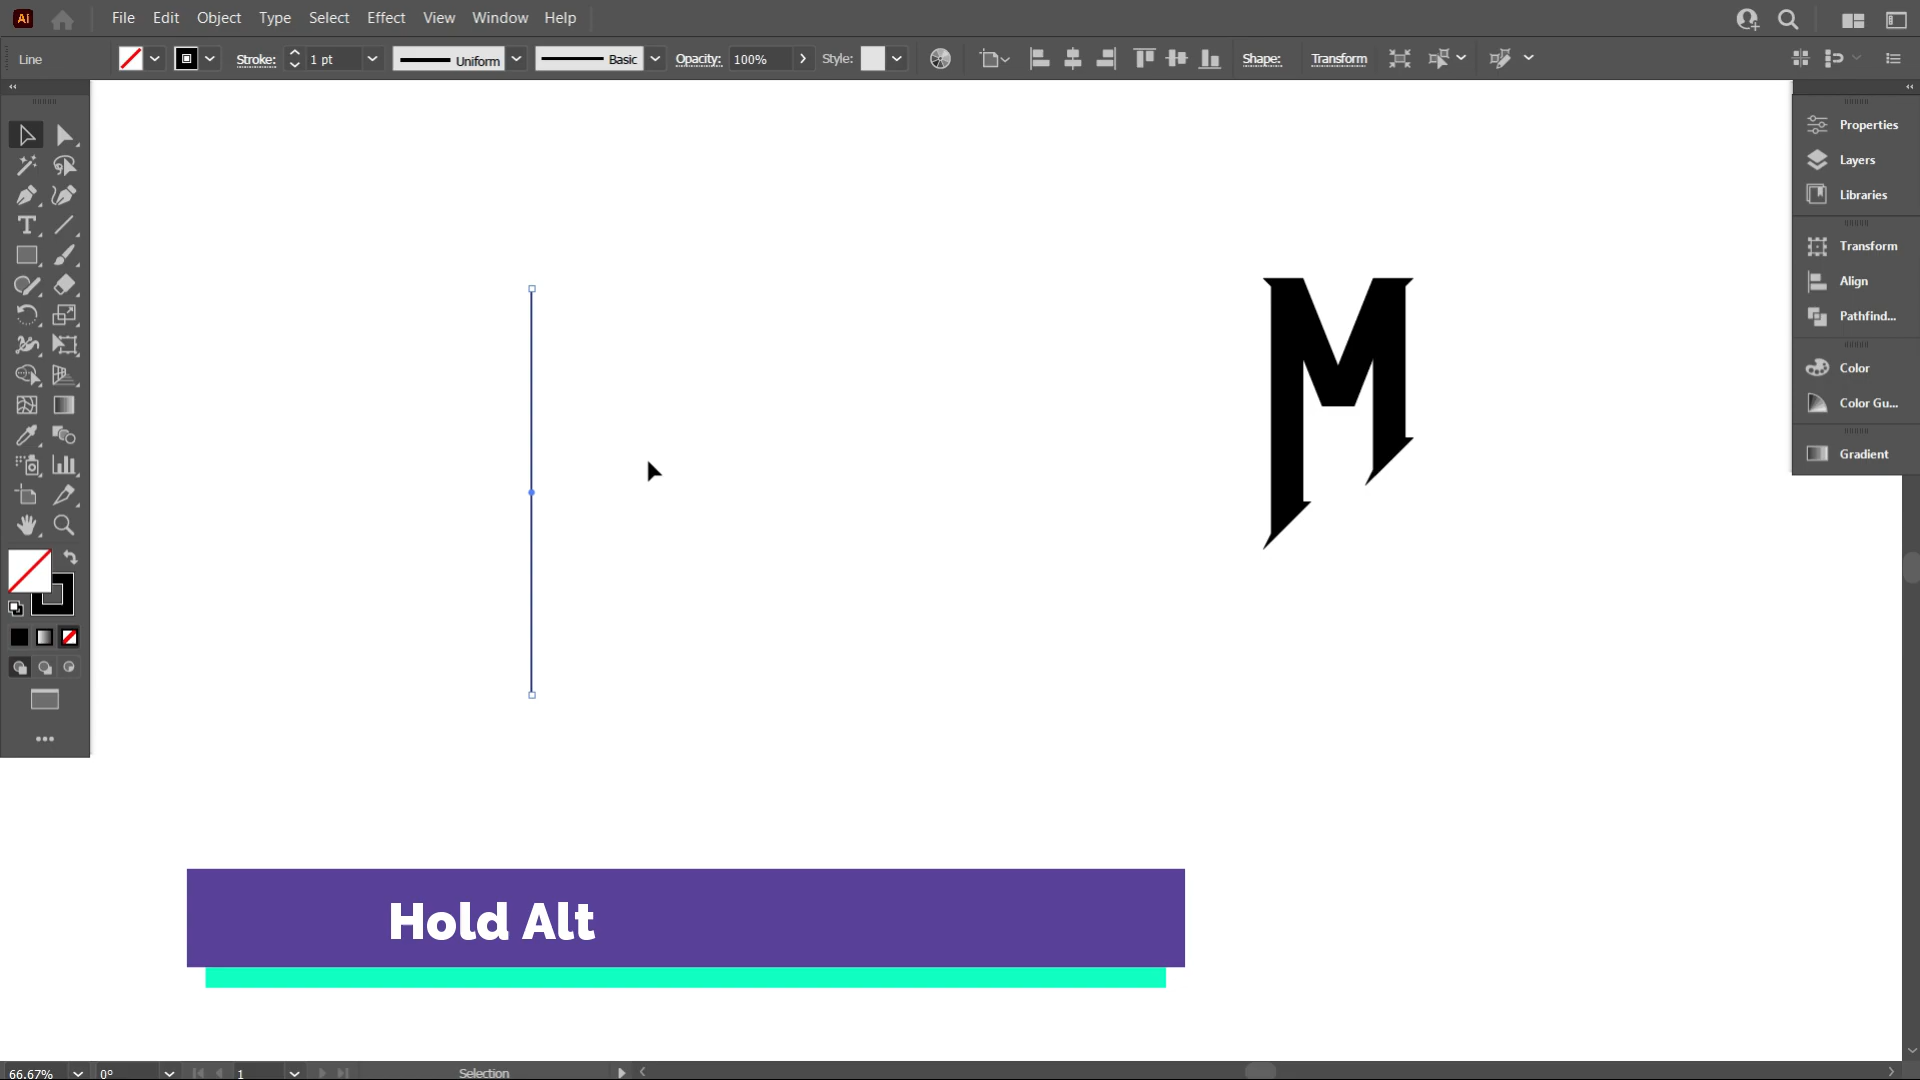 Ai File Edit Object Type Select Effect View Window Help
Line Stroke: 1 pt Uniform Basic Opacity: 100% Style: Shape: Transform
Properties
Layers
Libraries
Transform
Align
Pathfind...
Color
Color Gu...
Gradient
M
Hold Alt
66.67% 0° 1 Selection